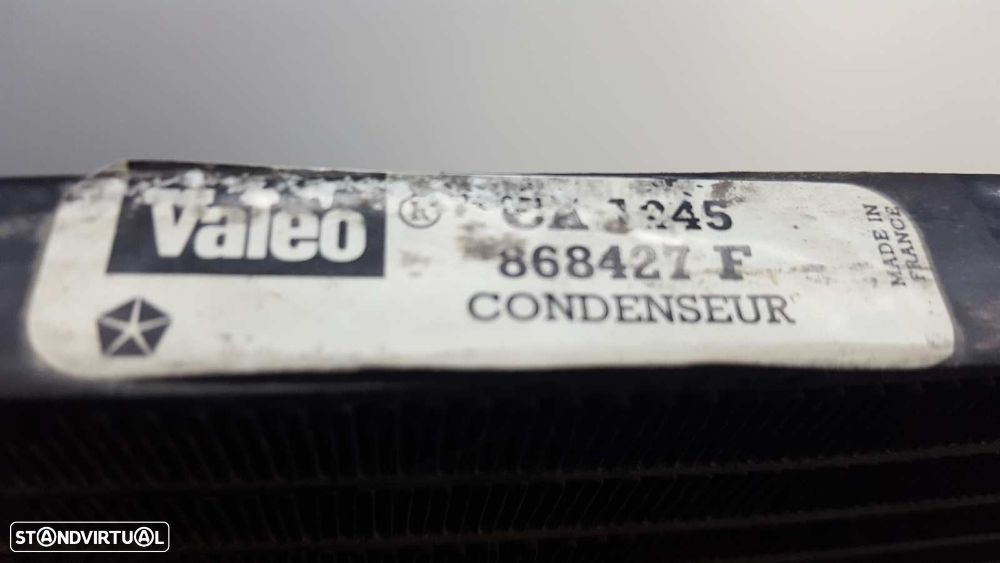 Valeo ®
868427 F
CONDENSEUR
MADE IN
FRANCE
STANDVIRTUAL